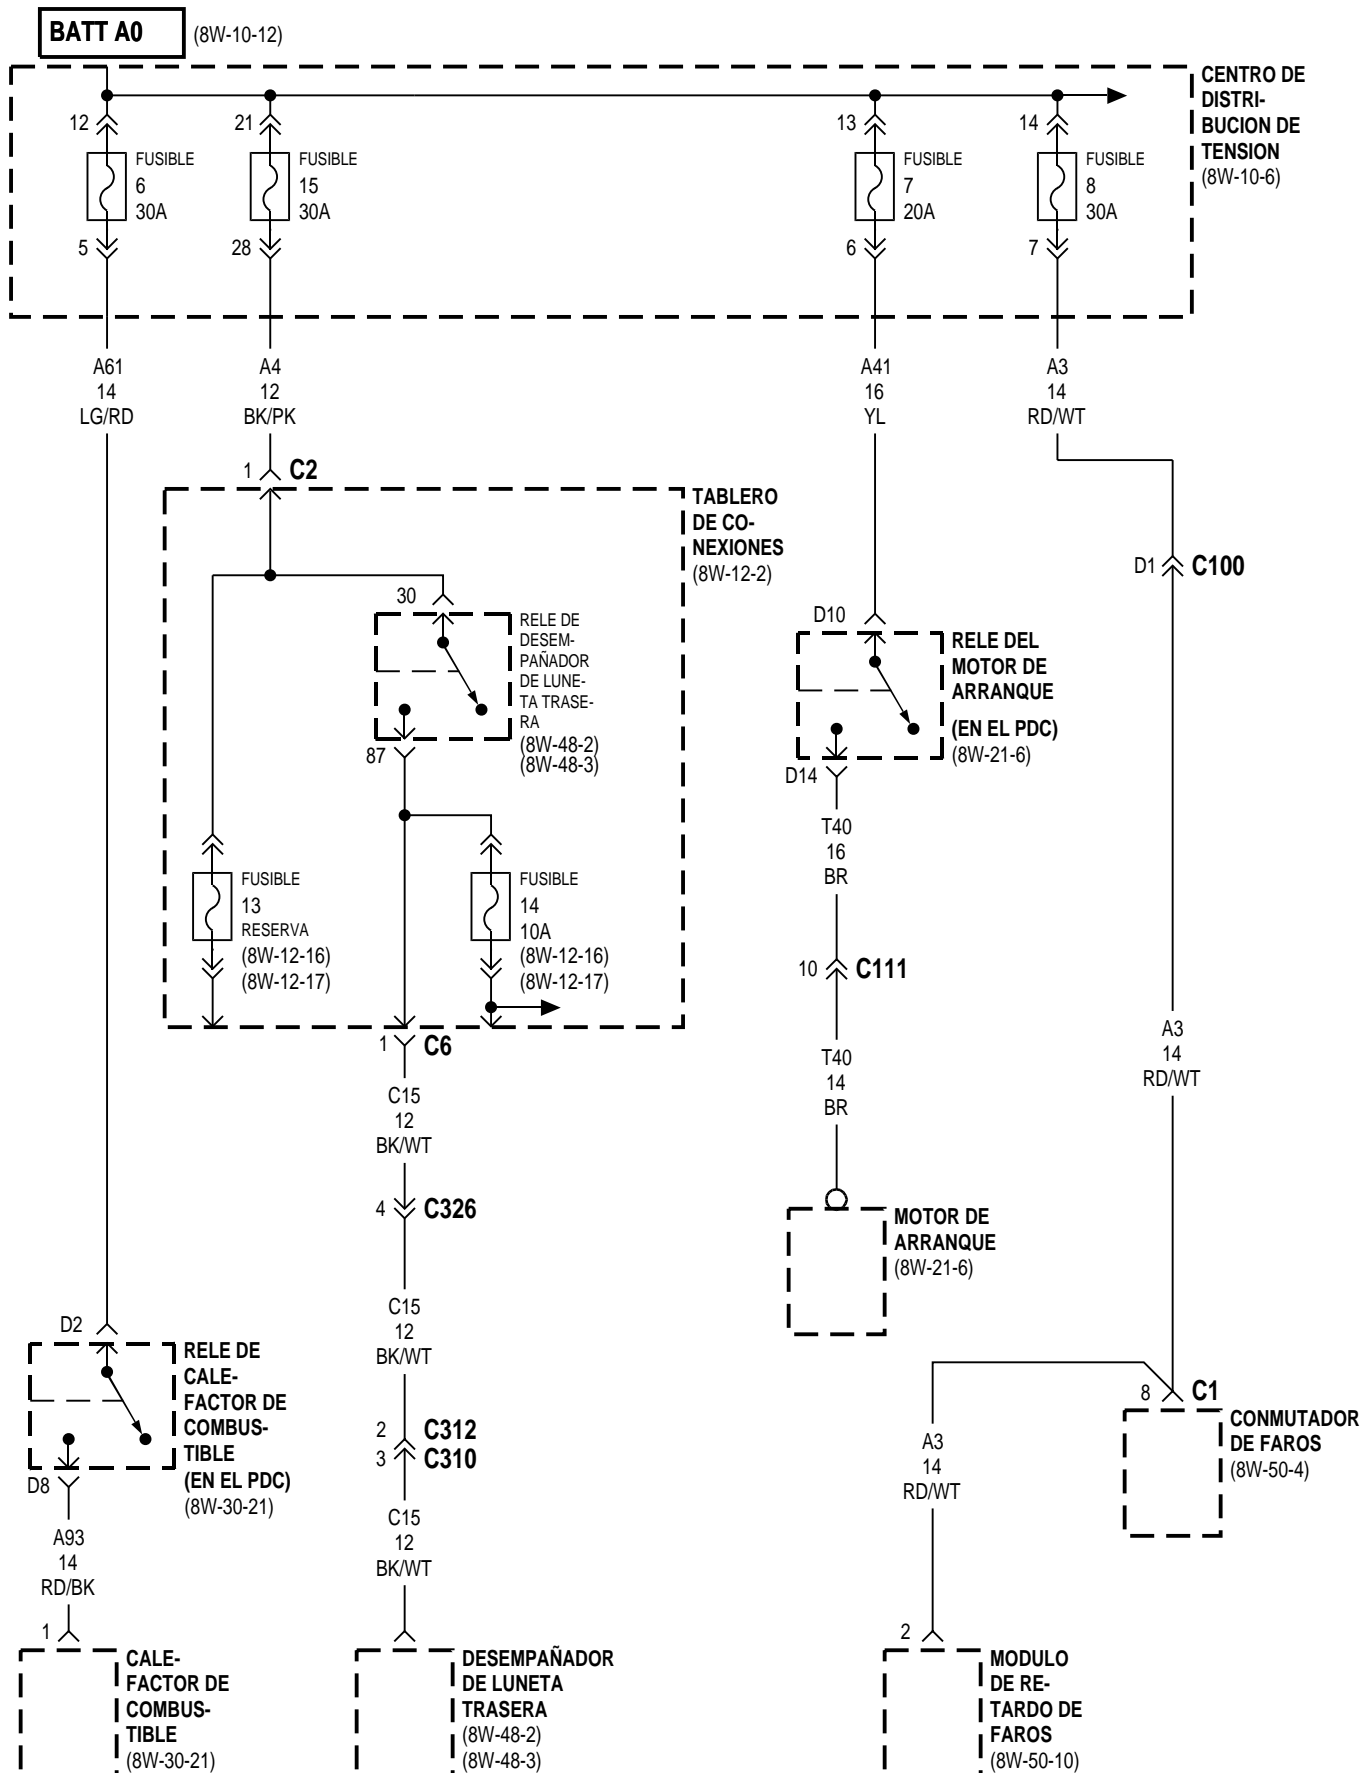 BATT A0
(8W-10-12)
CENTRO DE
DISTRI-
BUCION DE
TENSION
(8W-10-6)
12
FUSIBLE
6
30A
5
21
FUSIBLE
15
30A
28
13
FUSIBLE
7
20A
6
14
FUSIBLE
8
30A
7
A61
14
LG/RD
A4
12
BK/PK
A41
16
YL
A3
14
RD/WT
1
C2
TABLERO
DE CO-
NEXIONES
(8W-12-2)
D1
C100
30
RELE DE
DESEM-
PAÑADOR
DE LUNE-
TA TRASE-
RA
(8W-48-2)
(8W-48-3)
87
D10
RELE DEL
MOTOR DE
ARRANQUE
(EN EL PDC)
(8W-21-6)
D14
T40
16
BR
FUSIBLE
13
RESERVA
(8W-12-16)
(8W-12-17)
FUSIBLE
14
10A
(8W-12-16)
(8W-12-17)
10
C111
1
C6
T40
14
BR
A3
14
RD/WT
C15
12
BK/WT
4
C326
MOTOR DE
ARRANQUE
(8W-21-6)
C15
12
BK/WT
D2
RELE DE
CALE-
FACTOR DE
COMBUS-
TIBLE
(EN EL PDC)
(8W-30-21)
D8
2
C312
3
C310
8
C1
CONMUTADOR
DE FAROS
(8W-50-4)
A3
14
RD/WT
C15
12
BK/WT
A93
14
RD/BK
1
CALE-
FACTOR DE
COMBUS-
TIBLE
(8W-30-21)
DESEMPAÑADOR
DE LUNETA
TRASERA
(8W-48-2)
(8W-48-3)
2
MODULO
DE RE-
TARDO DE
FAROS
(8W-50-10)